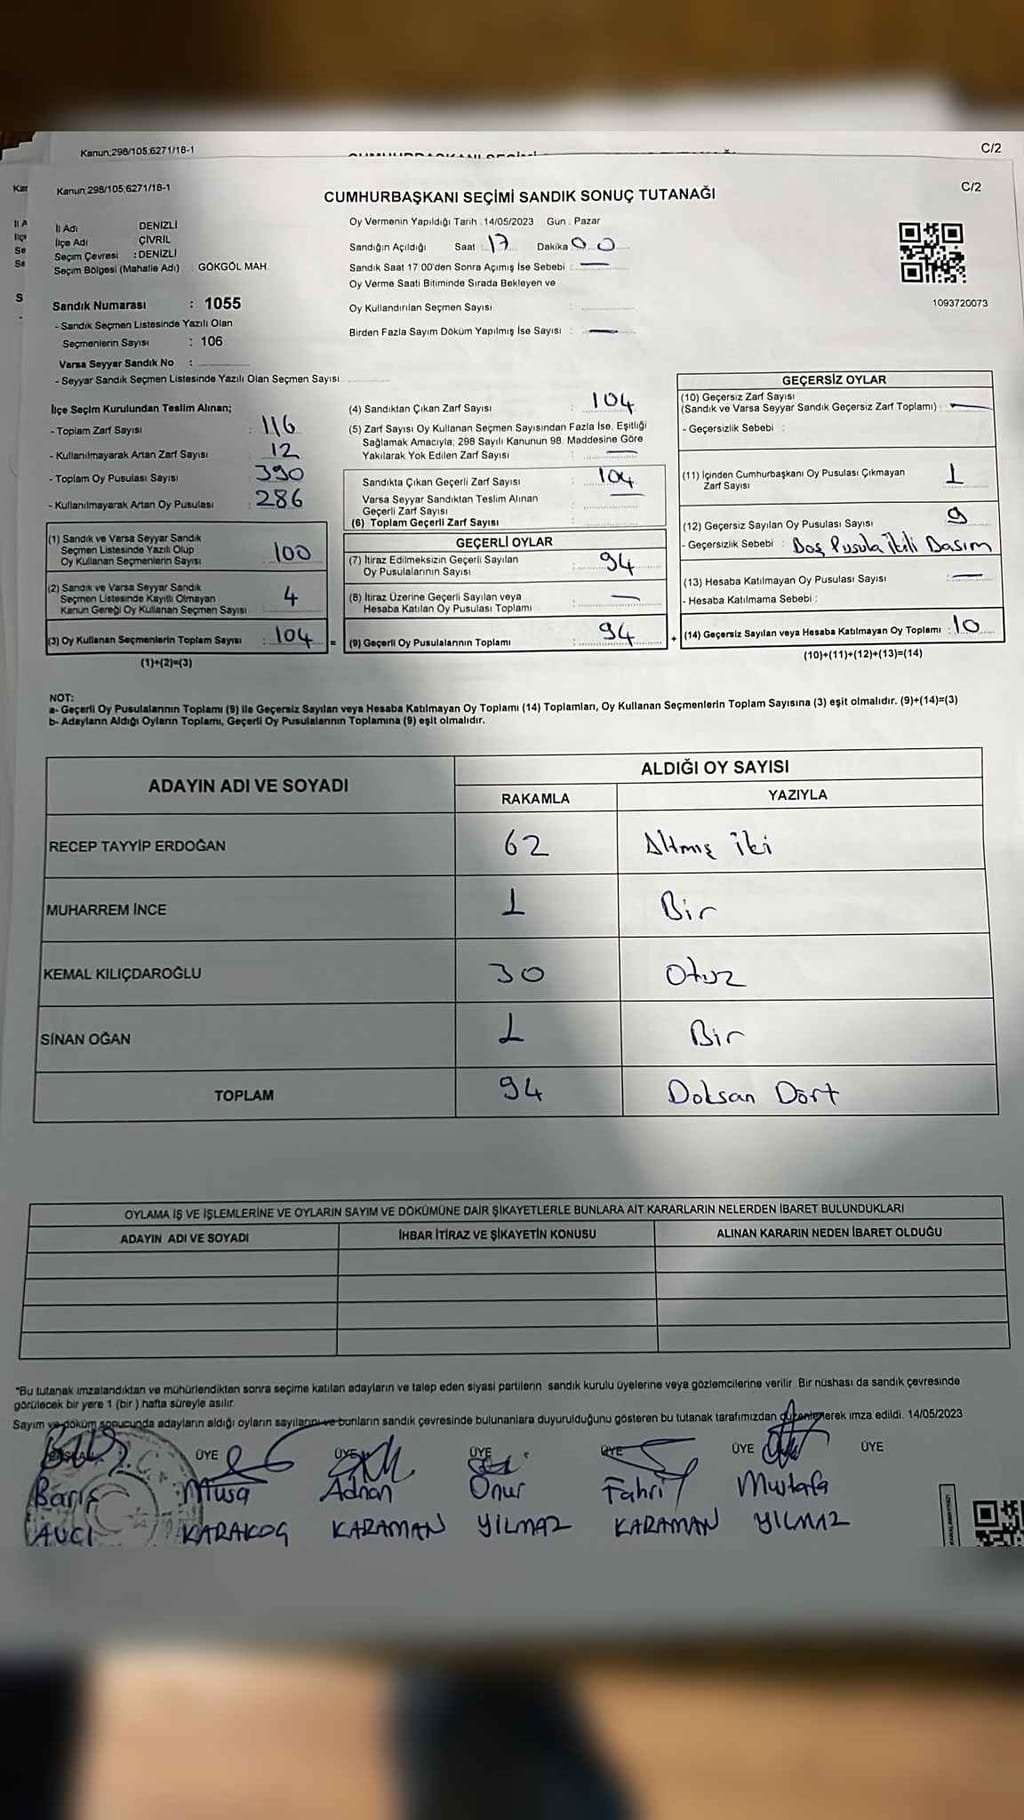 Kanun;298/105;6271/18-1
C/2
Kanun;298/105;6271/18-1
C/2
CUMHURBAŞKANI SEÇİMİ SANDIK SONUÇ TUTANAĞI
İl Adı DENİZLİ
İlçe Adı ÇİVRİL
Seçim Çevresi : DENİZLİ
Seçim Bölgesi (Mahalle Adı) : GÖKGÖL MAH.
Oy Vermenin Yapıldığı Tarih : 14/05/2023 Gün : Pazar
Sandığın Açıldığı Saat : 17 Dakika 00
Sandık Saat 17:00'den Sonra Açılmış İse Sebebi : —
Oy Verme Saati Bitiminde Sırada Bekleyen ve
Oy Kullandırılan Seçmen Sayısı :
Birden Fazla Sayım Döküm Yapılmış İse Sayısı : —
1093720073
Sandık Numarası : 1055
- Sandık Seçmen Listesinde Yazılı Olan
Seçmenlerin Sayısı : 106
Varsa Seyyar Sandık No :
- Seyyar Sandık Seçmen Listesinde Yazılı Olan Seçmen Sayısı
İlçe Seçim Kurulundan Teslim Alınan;
- Toplam Zarf Sayısı : 116
- Kullanılmayarak Artan Zarf Sayısı : 12
- Toplam Oy Pusulası Sayısı : 390
- Kullanılmayarak Artan Oy Pusulası : 286
(1) Sandık ve Varsa Seyyar Sandık
Seçmen Listesinde Yazılı Olup
Oy Kullanan Seçmenlerin Sayısı : 100
(2) Sandık ve Varsa Seyyar Sandık
Seçmen Listesinde Kayıtlı Olmayan
Kanun Gereği Oy Kullanan Seçmen Sayısı : 4
(3) Oy Kullanan Seçmenlerin Toplam Sayısı : 104 =
(1)+(2)=(3)
(4) Sandıktan Çıkan Zarf Sayısı : 104
(5) Zarf Sayısı Oy Kullanan Seçmen Sayısından Fazla İse, Eşitliği
Sağlamak Amacıyla, 298 Sayılı Kanunun 98. Maddesine Göre
Yakılarak Yok Edilen Zarf Sayısı : —
Sandıkta Çıkan Geçerli Zarf Sayısı : 104
Varsa Seyyar Sandıktan Teslim Alınan
Geçerli Zarf Sayısı : —
(6) Toplam Geçerli Zarf Sayısı :
GEÇERLİ OYLAR
(7) İtiraz Edilmeksizin Geçerli Sayılan
Oy Pusulalarının Sayısı : 94
(8) İtiraz Üzerine Geçerli Sayılan veya
Hesaba Katılan Oy Pusulası Toplamı : —
(9) Geçerli Oy Pusulalarının Toplamı : 94 +
GEÇERSİZ OYLAR
(10) Geçersiz Zarf Sayısı
(Sandık ve Varsa Seyyar Sandık Geçersiz Zarf Toplamı) : —
- Geçersizlik Sebebi :
(11) İçinden Cumhurbaşkanı Oy Pusulası Çıkmayan
Zarf Sayısı : 1
(12) Geçersiz Sayılan Oy Pusulası Sayısı : 9
- Geçersizlik Sebebi : Boş Pusula İkili Basım
(13) Hesaba Katılmayan Oy Pusulası Sayısı : —
- Hesaba Katılmama Sebebi :
(14) Geçersiz Sayılan veya Hesaba Katılmayan Oy Toplamı : 10
(10)+(11)+(12)+(13)=(14)
NOT:
a- Geçerli Oy Pusulalarının Toplamı (9) ile Geçersiz Sayılan veya Hesaba Katılmayan Oy Toplamı (14) Toplamları, Oy Kullanan Seçmenlerin Toplam Sayısına (3) eşit olmalıdır. (9)+(14)=(3)
b- Adayların Aldığı Oyların Toplamı, Geçerli Oy Pusulalarının Toplamına (9) eşit olmalıdır.
ADAYIN ADI VE SOYADI ALDIĞI OY SAYISI
RAKAMLA YAZIYLA
RECEP TAYYİP ERDOĞAN 62 Altmış iki
MUHARREM İNCE 1 Bir
KEMAL KILIÇDAROĞLU 30 Otuz
SİNAN OĞAN 1 Bir
TOPLAM 94 Doksan Dört
OYLAMA İŞ VE İŞLEMLERİNE VE OYLARIN SAYIM VE DÖKÜMÜNE DAİR ŞİKAYETLERLE BUNLARA AİT KARARLARIN NELERDEN İBARET BULUNDUKLARI
ADAYIN ADI VE SOYADI İHBAR İTİRAZ VE ŞİKAYETİN KONUSU ALINAN KARARIN NEDEN İBARET OLDUĞU
*Bu tutanak imzalandıktan ve mühürlendikten sonra seçime katılan adayların ve talep eden siyasi partilerin sandık kurulu üyelerine veya gözlemcilerine verilir. Bir nüshası da sandık çevresinde
görülecek bir yere 1 (bir) hafta süreyle asılır.
Sayım ve döküm sonucunda adayların aldığı oyların sayılarını ve bunların sandık çevresinde bulunanlara duyurulduğunu gösteren bu tutanak tarafımızdan düzenlenerek imza edildi. 14/05/2023
ÜYE ÜYE ÜYE ÜYE ÜYE ÜYE
Barış Musa Adnan Onur Fahri Mustafa
AVCI KARAKOÇ KARAMAN YILMAZ KARAMAN YILMAZ